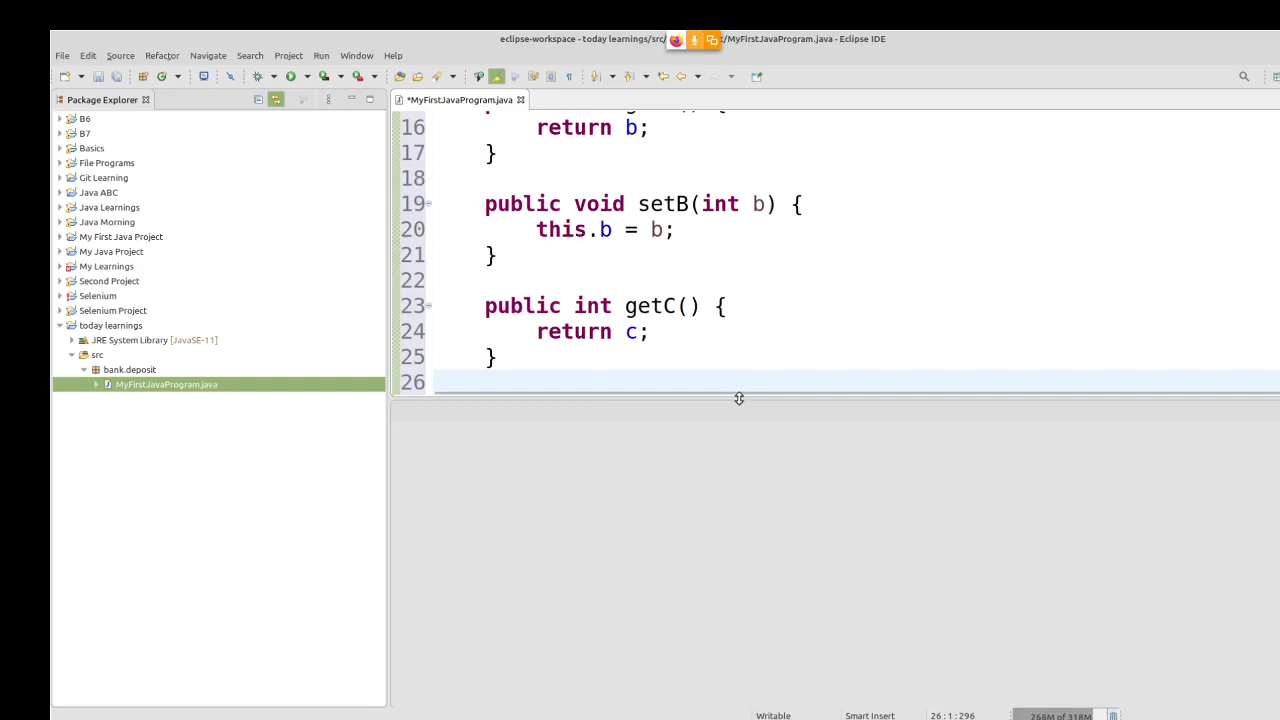 eclipse-workspace - today learnings/src/ t/MyFirstJavaProgram.java - Eclipse IDE
File Edit Source Refactor Navigate Search Project Run Window Help
Package Explorer
*MyFirstJavaProgram.java
B6
B7
Basics
File Programs
Git Learning
Java ABC
Java Learnings
Java Morning
My First Java Project
My Java Project
My Learnings
Second Project
Selenium
Selenium Project
today learnings
JRE System Library [JavaSE-11]
src
bank.deposit
MyFirstJavaProgram.java
16 return b;
17 }
18
19 public void setB(int b) {
20 this.b = b;
21 }
22
23 public int getC() {
24 return c;
25 }
26
Writable Smart Insert 26 : 1 : 296 268M of 318M